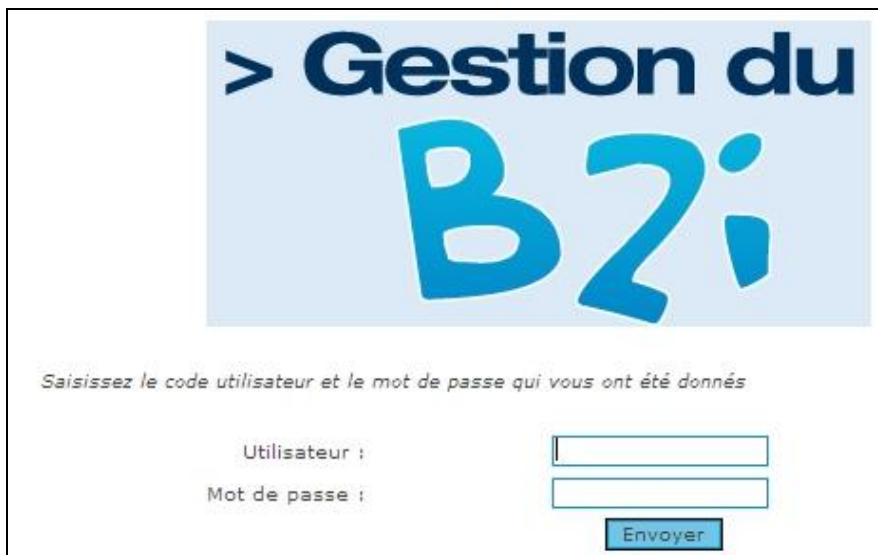 > Gestion du
B2i
Saisissez le code utilisateur et le mot de passe qui vous ont été donnés
Utilisateur :
Mot de passe :
Envoyer